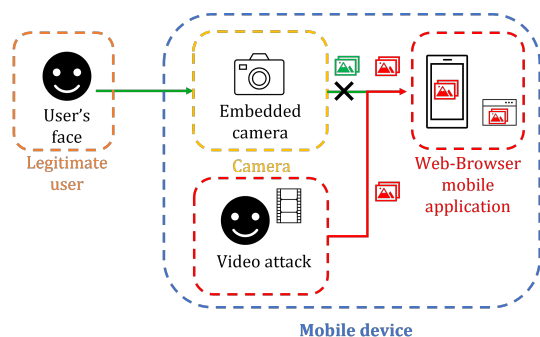 User's
face
Legitimate
user
Embedded
camera
Camera
Video attack
Web-Browser
mobile
application
Mobile device